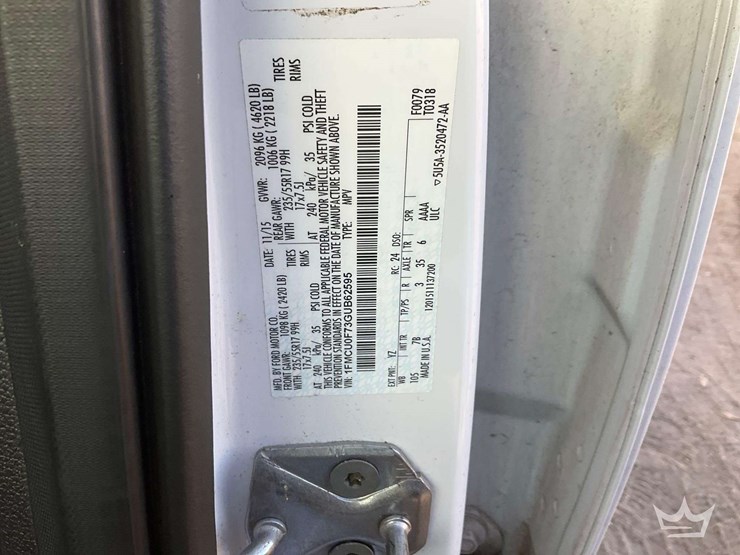 MFD. BY FORD MOTOR CO.
DATE: 11/15 GVWR: 2096 KG ( 4620 LB)
FRONT GAWR: 1098 KG ( 2420 LB) REAR GAWR: 1006 KG ( 2218 LB)
WITH 235/55R17 99H TIRES WITH 235/55R17 99H TIRES
17x7.5J RIMS 17x7.5J RIMS
AT 240 kPa/ 35 PSI COLD AT 240 kPa/ 35 PSI COLD
THIS VEHICLE CONFORMS TO ALL APPLICABLE FEDERAL MOTOR VEHICLE SAFETY AND THEFT
PREVENTION STANDARDS IN EFFECT ON THE DATE OF MANUFACTURE SHOWN ABOVE.
VIN: 1FMCU0F73GUB62595 TYPE: MPV
F0079
EXT PNT: YZ RC: 24 DSO: T0318
WB INT TR TP/PS R AXLE TR SPR
105 7B 3 35 6 AAAA
ULC
MADE IN U.S.A. 1201511137200 5U5A-3520472-AA